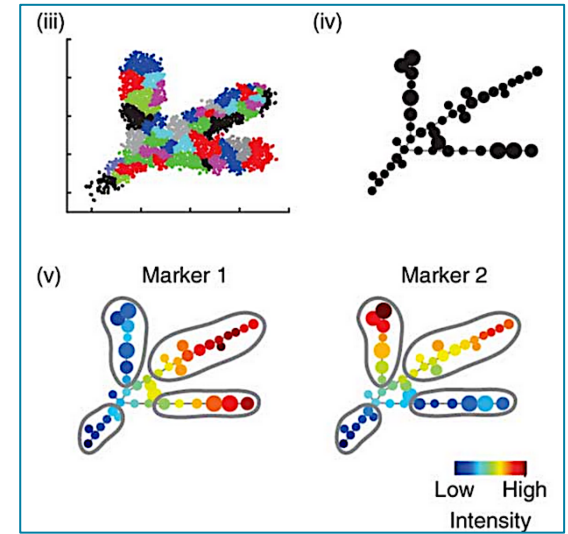 (iii)
(iv)
(v)
Marker 1
Marker 2
Low
High
Intensity